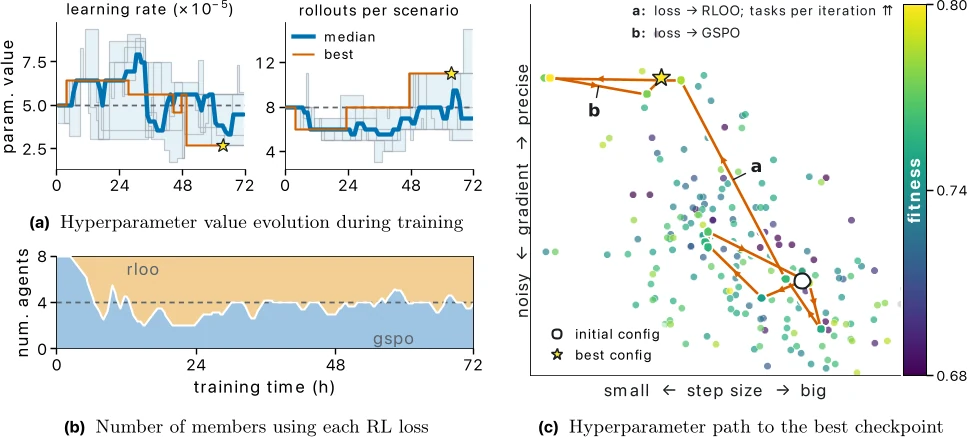 learning rate (×10⁻⁵)
param. value
7.5
5.0
2.5
0
24
48
72
rollouts per scenario
median
best
12
8
4
0
24
48
72
(a) Hyperparameter value evolution during training
num. agents
8
4
0
rloo
gspo
0
24
48
72
training time (h)
(b) Number of members using each RL loss
a: loss → RLOO; tasks per iteration ⇈
b: loss → GSPO
noisy ← gradient → precise
b
a
initial config
best config
small ← step size → big
0.80
0.74
0.68
fitness
(c) Hyperparameter path to the best checkpoint